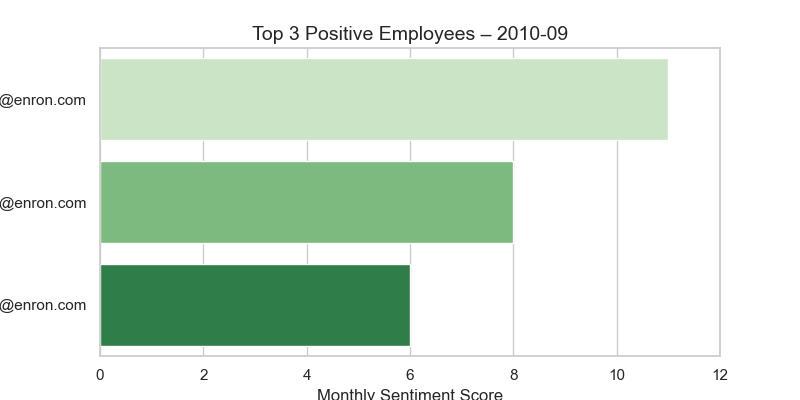 Top 3 Positive Employees – 2010-09
@enron.com
@enron.com
@enron.com
0 2 4 6 8 10 12
Monthly Sentiment Score